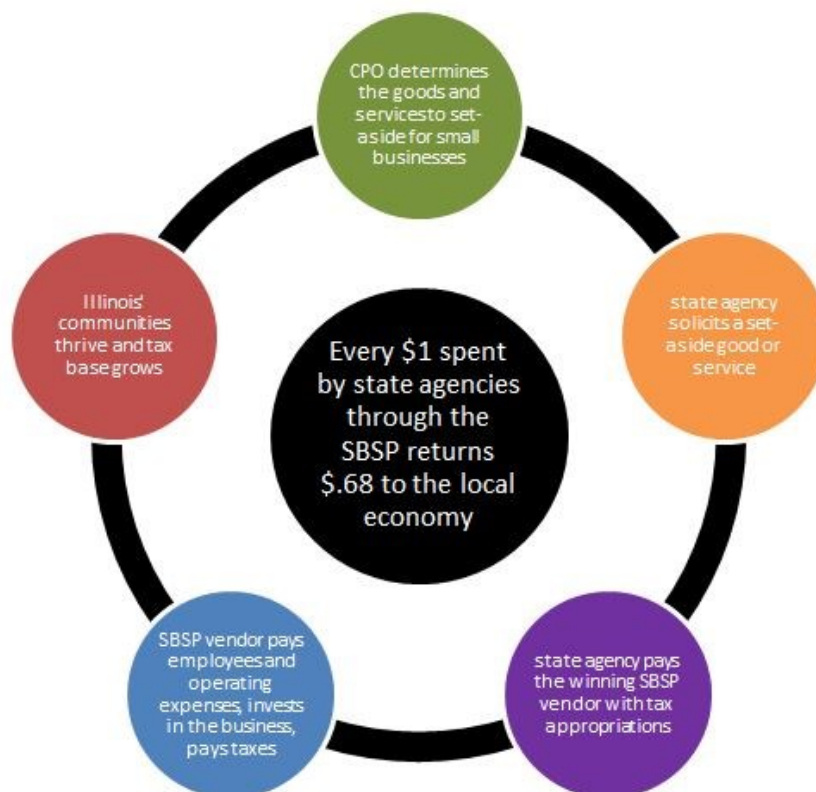 CPO determines
the goods and
services to set-
aside for small
businesses
state agency
solicits a set-
aside good or
service
state agency pays
the winning SBSP
vendor with tax
appropriations
SBSP vendor pays
employees and
operating
expenses, invests
in the business,
pays taxes
Illinois'
communities
thrive and tax
base grows
Every $1 spent
by state agencies
through the
SBSP returns
$.68 to the local
economy